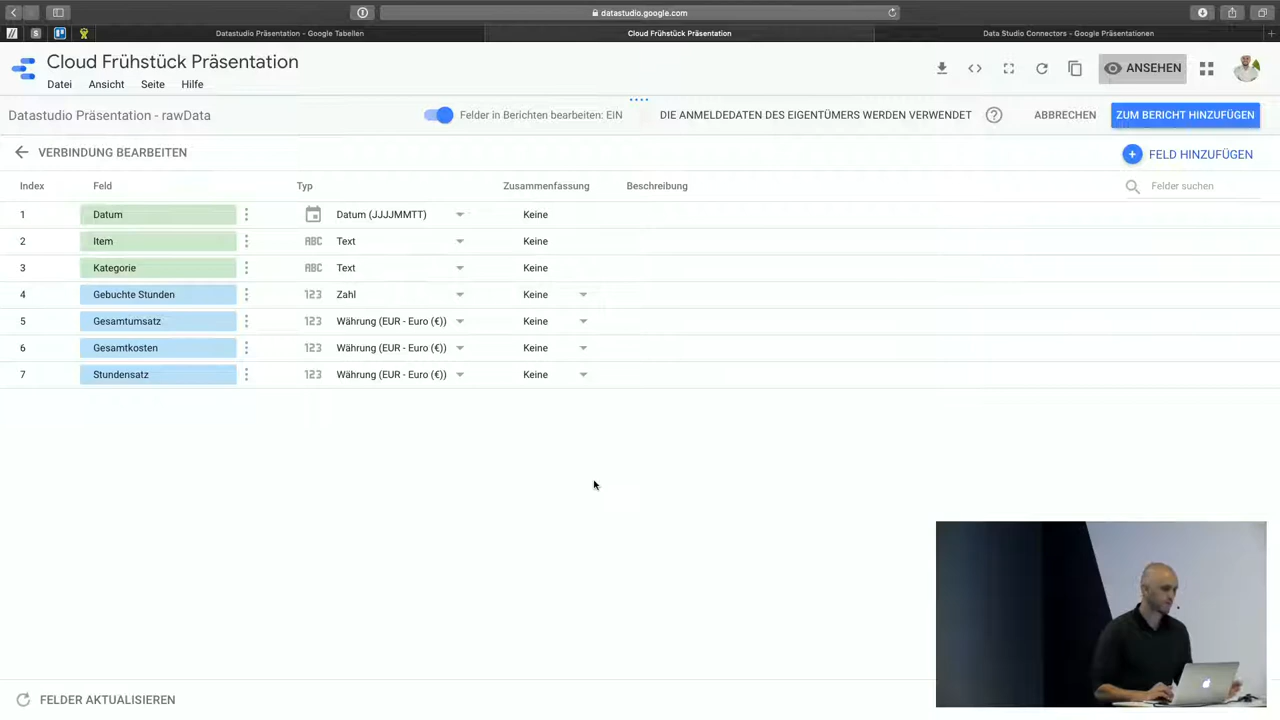 datastudio.google.com
Datastudio Präsentation - Google Tabellen
Cloud Frühstück Präsentation
Data Studio Connectors - Google Präsentationen
Cloud Frühstück Präsentation
Datei Ansicht Seite Hilfe
ANSEHEN
Datastudio Präsentation - rawData
Felder in Berichten bearbeiten: EIN
DIE ANMELDEDATEN DES EIGENTÜMERS WERDEN VERWENDET
ABBRECHEN
ZUM BERICHT HINZUFÜGEN
VERBINDUNG BEARBEITEN
FELD HINZUFÜGEN
Index Feld Typ Zusammenfassung Beschreibung
Felder suchen
1 Datum Datum (JJJJMMTT) Keine
2 Item ABC Text Keine
3 Kategorie ABC Text Keine
4 Gebuchte Stunden 123 Zahl Keine
5 Gesamtumsatz 123 Währung (EUR - Euro (€)) Keine
6 Gesamtkosten 123 Währung (EUR - Euro (€)) Keine
7 Stundensatz 123 Währung (EUR - Euro (€)) Keine
FELDER AKTUALISIEREN